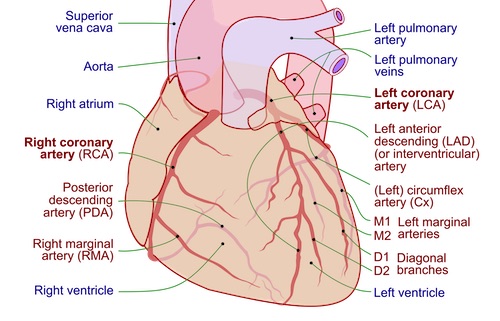 Superior
vena cava
Aorta
Right atrium
Right coronary
artery (RCA)
Posterior
descending
artery (PDA)
Right marginal
artery (RMA)
Right ventricle
Left pulmonary
artery
Left pulmonary
veins
Left coronary
artery (LCA)
Left anterior
descending (LAD)
(or interventricular)
artery
(Left) circumflex
artery (Cx)
M1 Left marginal
M2 arteries
D1 Diagonal
D2 branches
Left ventricle